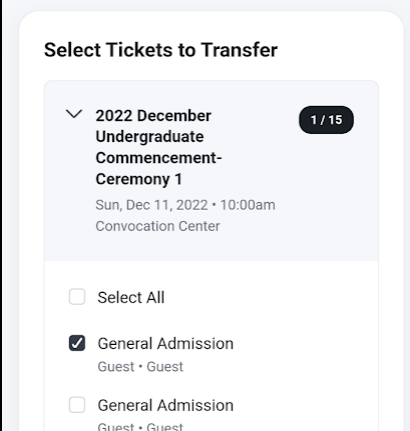 Select Tickets to Transfer
2022 December
Undergraduate
Commencement-
Ceremony 1
1 / 15
Sun, Dec 11, 2022 • 10:00am
Convocation Center
Select All
General Admission
Guest • Guest
General Admission
Guest • Guest